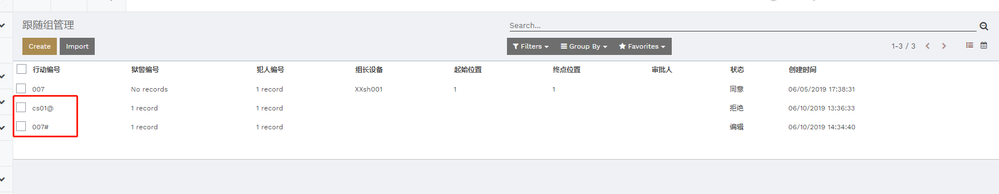 跟随组管理
Search...
Create Import Filters Group By Favorites 1-3 / 3
行动编号 狱警编号 犯人编号 组长设备 起始位置 终点位置 审批人 状态 创建时间
007 No records 1 record XXsh001 1 1 同意 06/05/2019 17:38:31
cs01@ 1 record 1 record 拒绝 06/10/2019 13:36:33
007# 1 record 1 record 编辑 06/10/2019 14:34:40